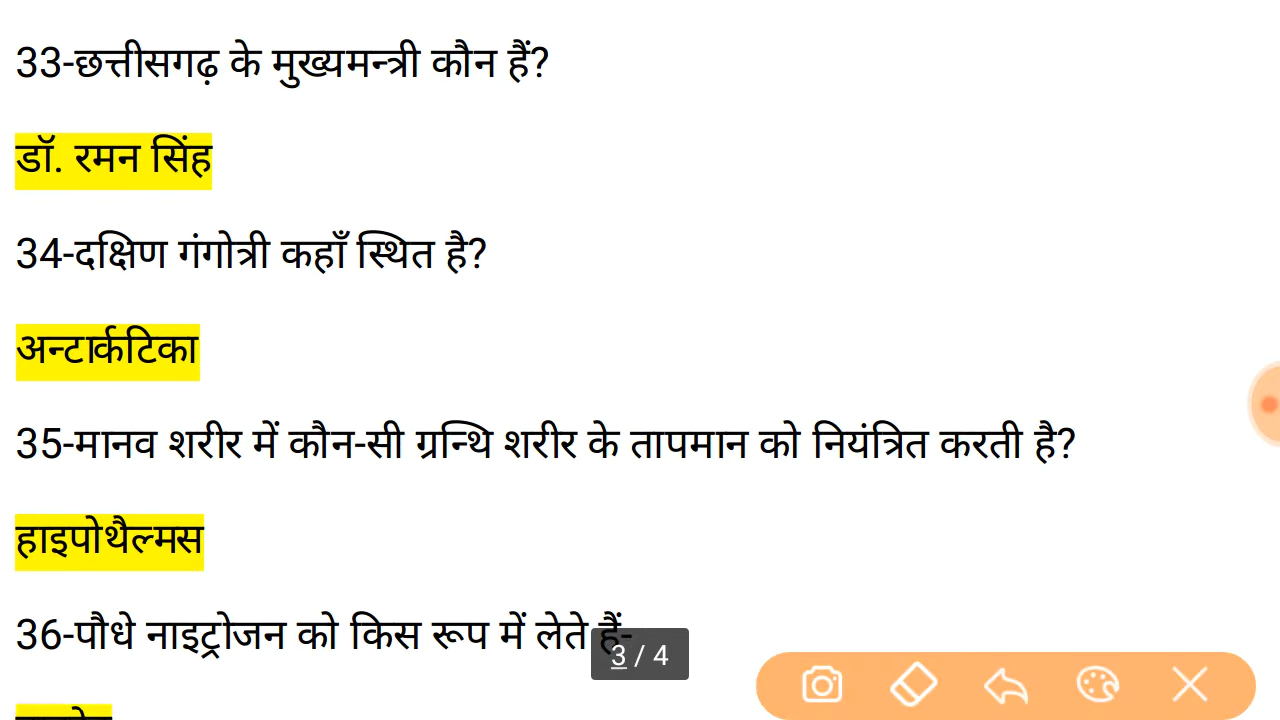 33-छत्तीसगढ़ के मुख्यमन्त्री कौन हैं?
डॉ. रमन सिंह
34-दक्षिण गंगोत्री कहाँ स्थित है?
अन्टार्कटिका
35-मानव शरीर में कौन-सी ग्रन्थि शरीर के तापमान को नियंत्रित करती है?
हाइपोथैल्मस
36-पौधे नाइट्रोजन को किस रूप में लेते हैं-
3 / 4